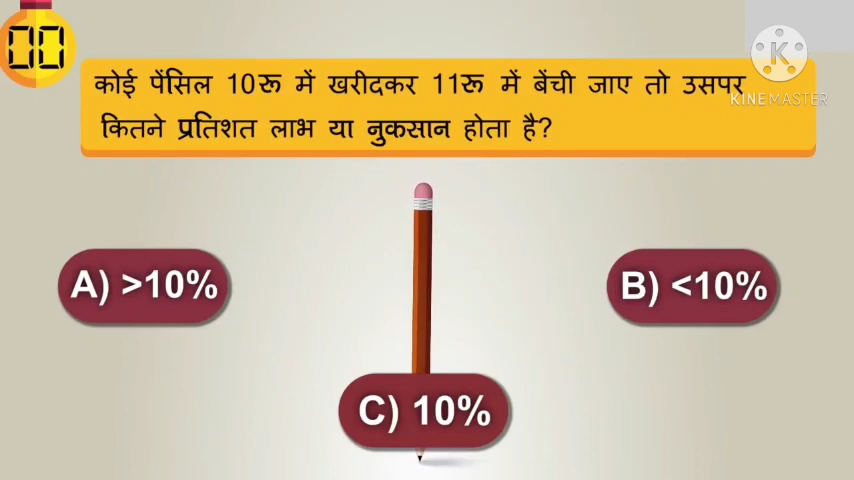 00
कोई पेंसिल 10रू में खरीदकर 11रू में बेंची जाए तो उसपर
कितने प्रतिशत लाभ या नुकसान होता है?
K
KINEMASTER
A) >10%
B) <10%
C) 10%